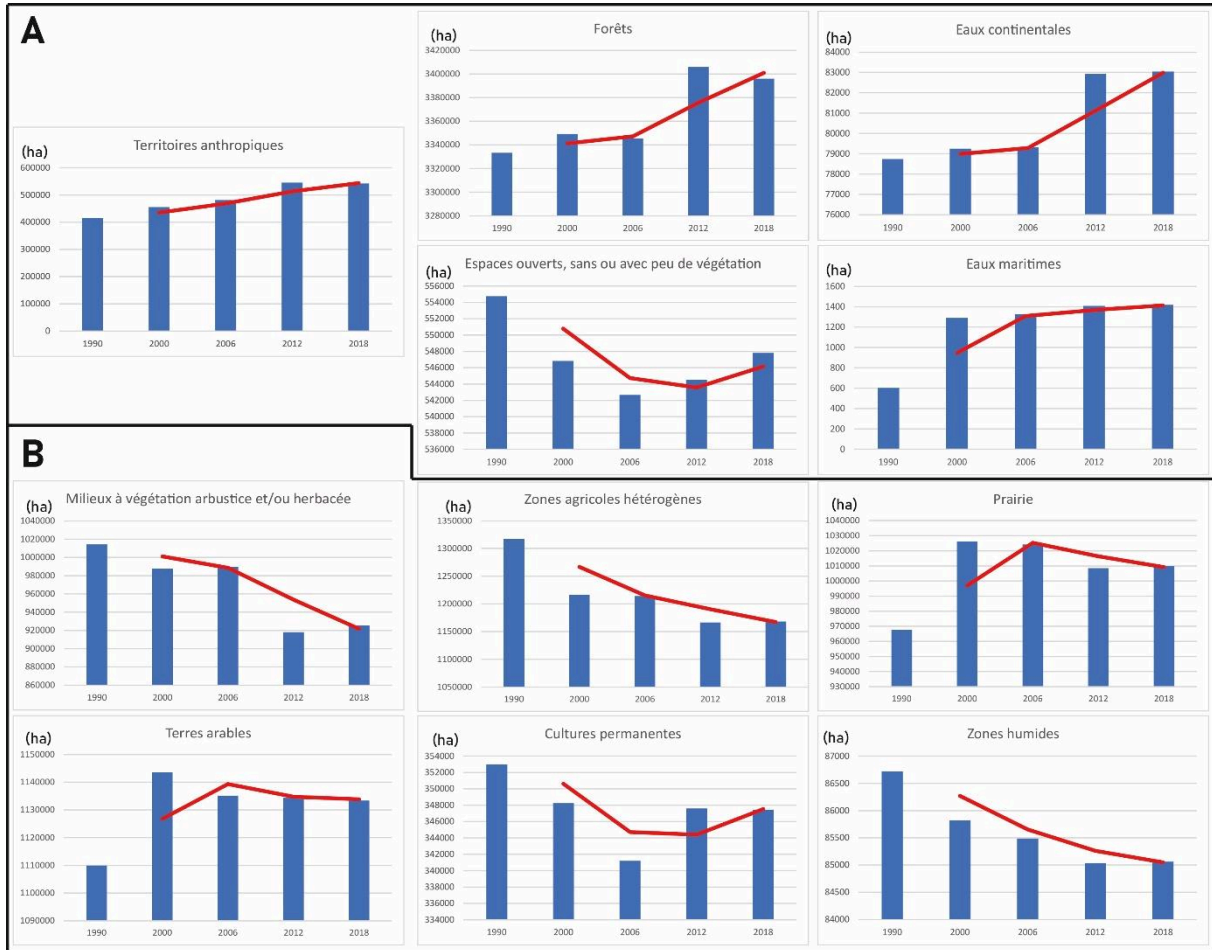 A
Territoires anthropiques
(ha)
600000
500000
400000
300000
200000
100000
0
1990 2000 2006 2012 2018
Forêts
(ha)
3420000
3400000
3380000
3360000
3340000
3320000
3300000
3280000
1990 2000 2006 2012 2018
Eaux continentales
(ha)
84000
83000
82000
81000
80000
79000
78000
77000
76000
1990 2000 2006 2012 2018
Espaces ouverts, sans ou avec peu de végétation
(ha)
556000
554000
552000
550000
548000
546000
544000
542000
540000
538000
536000
1990 2000 2006 2012 2018
Eaux maritimes
(ha)
1600
1400
1200
1000
800
600
400
200
0
1990 2000 2006 2012 2018
B
Milieux à végétation arbustice et/ou herbacée
(ha)
1040000
1020000
1000000
980000
960000
940000
920000
900000
880000
860000
1990 2000 2006 2012 2018
Zones agricoles hétérogènes
(ha)
1350000
1300000
1250000
1200000
1150000
1100000
1050000
1990 2000 2006 2012 2018
Prairie
(ha)
1040000
1030000
1020000
1010000
1000000
990000
980000
970000
960000
950000
940000
930000
1990 2000 2006 2012 2018
Terres arables
(ha)
1150000
1140000
1130000
1120000
1110000
1100000
1090000
1990 2000 2006 2012 2018
Cultures permanentes
(ha)
354000
352000
350000
348000
346000
344000
342000
340000
338000
336000
334000
1990 2000 2006 2012 2018
Zones humides
(ha)
87000
86500
86000
85500
85000
84500
84000
1990 2000 2006 2012 2018